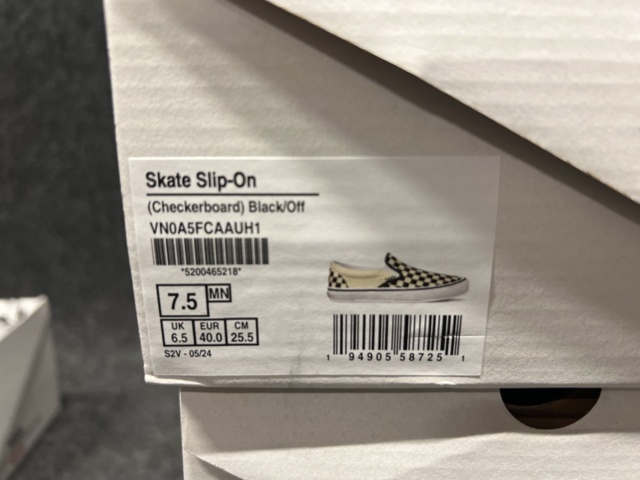 Skate Slip-On
(Checkerboard) Black/Off
VN0A5FCAAUH1
*5200465218*
7.5 MN
UK EUR CM
6.5 40.0 25.5
S2V - 05/24
1 94905 58725 1